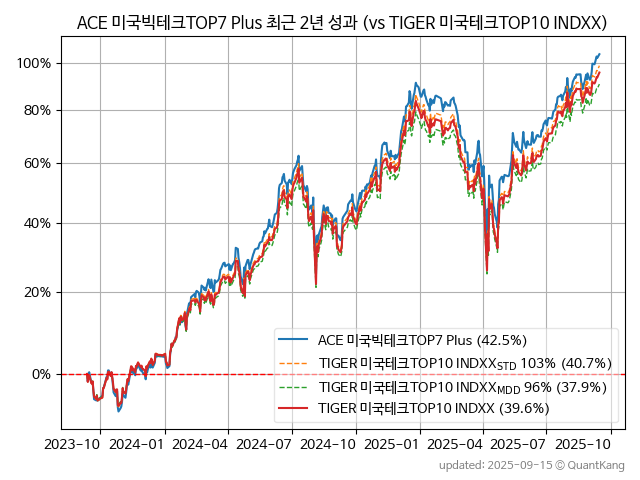 ACE 미국빅테크TOP7 Plus 최근 2년 성과 (vs TIGER 미국테크TOP10 INDXX)
100%
80%
60%
40%
20%
0%
ACE 미국빅테크TOP7 Plus (42.5%)
TIGER 미국테크TOP10 INDXX STD 103% (40.7%)
TIGER 미국테크TOP10 INDXX MDD 96% (37.9%)
TIGER 미국테크TOP10 INDXX (39.6%)
2023-10 2024-01 2024-04 2024-07 2024-10 2025-01 2025-04 2025-07 2025-10
updated: 2025-09-15 © QuantKang